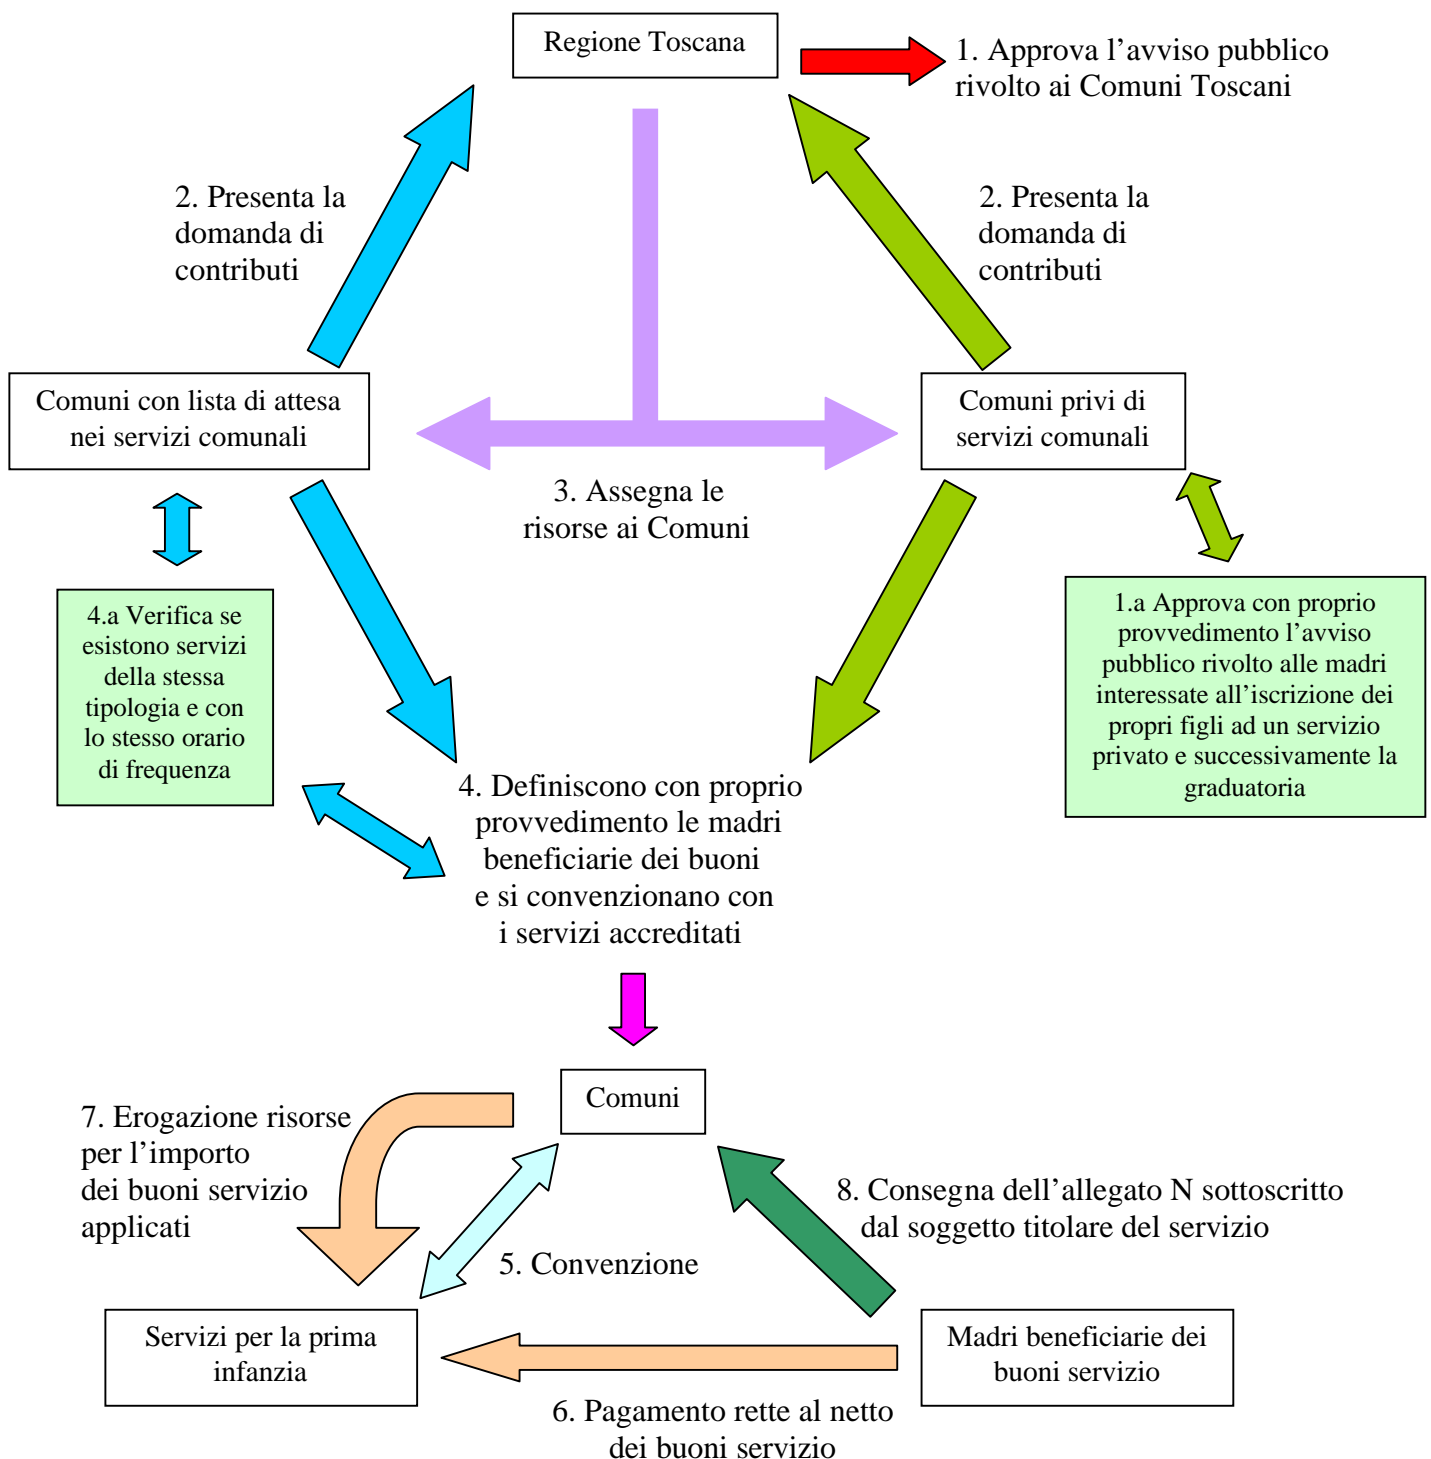 Regione Toscana
1. Approva l’avviso pubblico
rivolto ai Comuni Toscani
2. Presenta la
domanda di
contributi
2. Presenta la
domanda di
contributi
Comuni con lista di attesa
nei servizi comunali
Comuni privi di
servizi comunali
3. Assegna le
risorse ai Comuni
4.a Verifica se
esistono servizi
della stessa
tipologia e con
lo stesso orario
di frequenza
1.a Approva con proprio
provvedimento l’avviso
pubblico rivolto alle madri
interessate all’iscrizione dei
propri figli ad un servizio
privato e successivamente la
graduatoria
4. Definiscono con proprio
provvedimento le madri
beneficiarie dei buoni
e si convenzionano con
i servizi accreditati
Comuni
7. Erogazione risorse
per l’importo
dei buoni servizio
applicati
8. Consegna dell’allegato N sottoscritto
dal soggetto titolare del servizio
5. Convenzione
Servizi per la prima
infanzia
Madri beneficiarie dei
buoni servizio
6. Pagamento rette al netto
dei buoni servizio